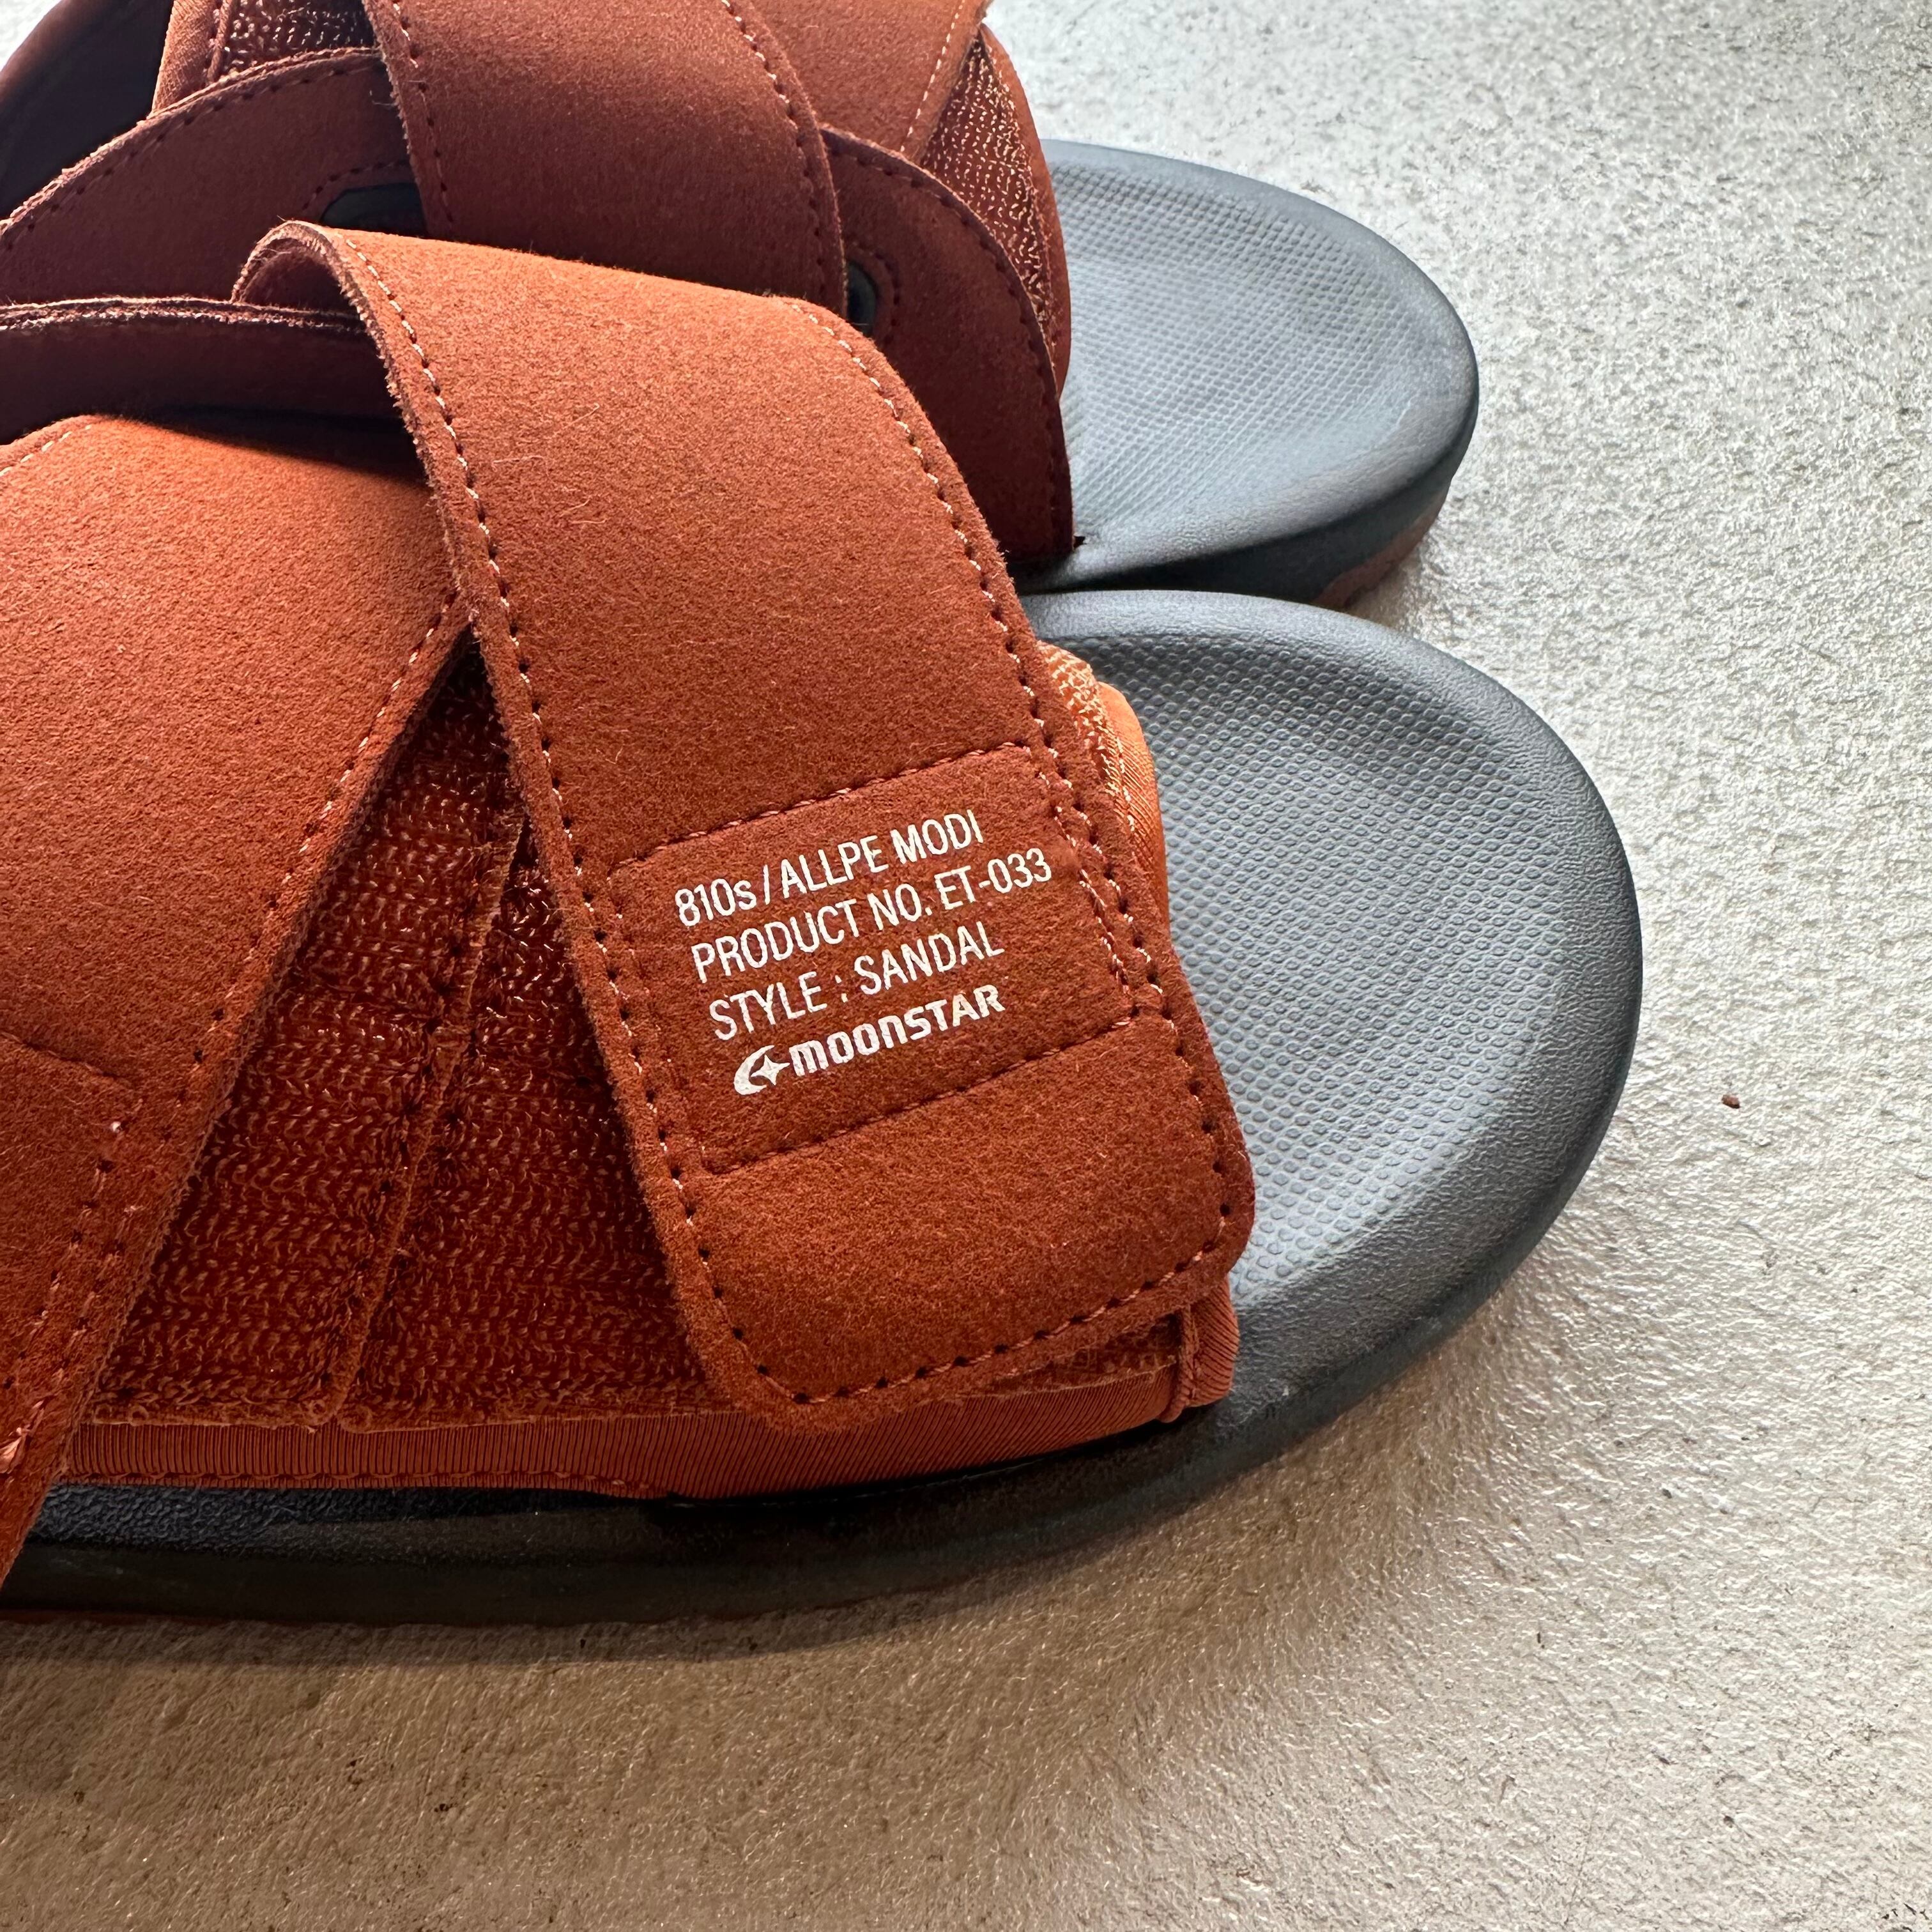 810s / ALLPE MODI
PRODUCT NO. ET-033
STYLE : SANDAL
MOONSTAR